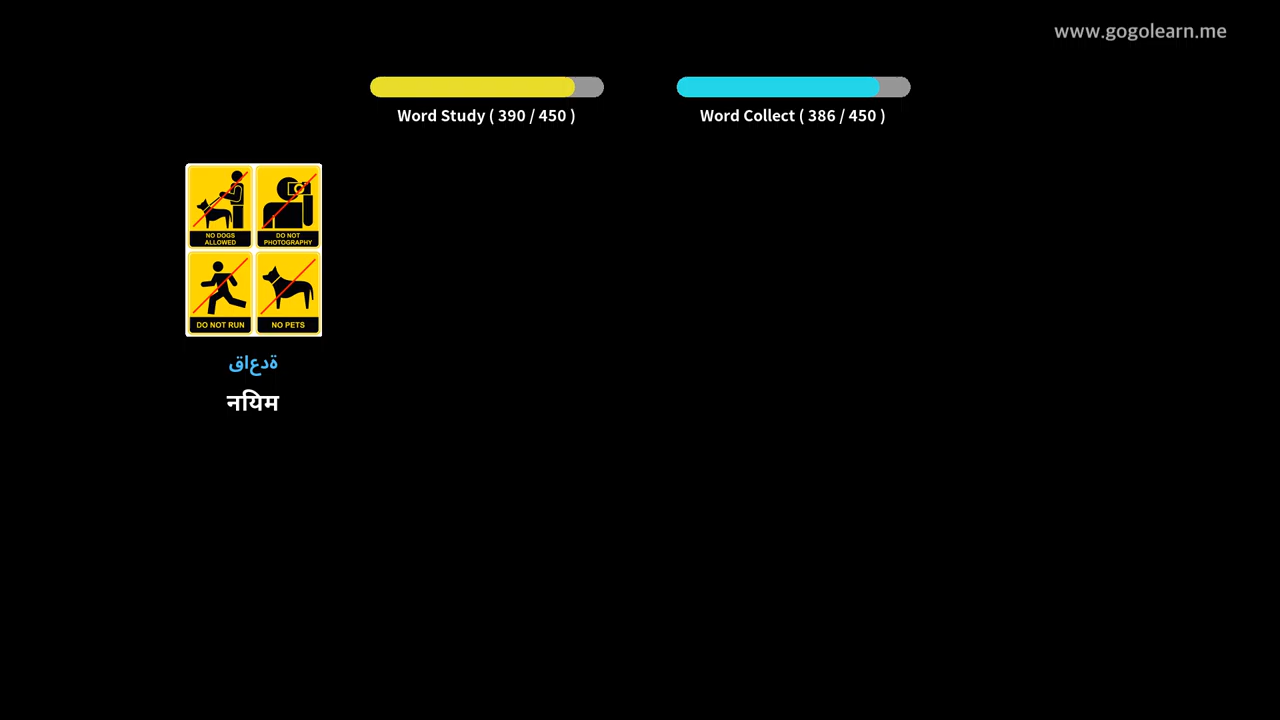 www.gogolearn.me
Word Study ( 390 / 450 )
Word Collect ( 386 / 450 )
NO DOGS
ALLOWED
DO NOT
PHOTOGRAPHY
DO NOT RUN
NO PETS
ةدعاق
नयिम